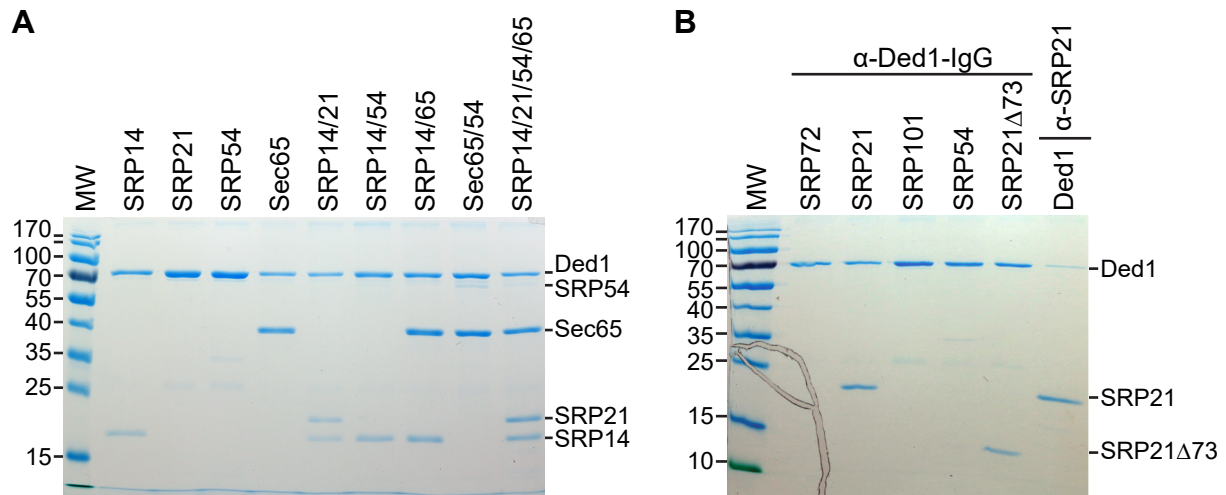 A
MW
SRP14
SRP21
SRP54
Sec65
SRP14/21
SRP14/54
SRP14/65
Sec65/54
SRP14/21/54/65
170
100
70
55
40
35
25
15
Ded1
SRP54
Sec65
SRP21
SRP14
B
α-Ded1-IgG
α-SRP21
MW
SRP72
SRP21
SRP101
SRP54
SRP21Δ73
Ded1
170
100
70
55
40
35
25
15
10
Ded1
SRP21
SRP21Δ73